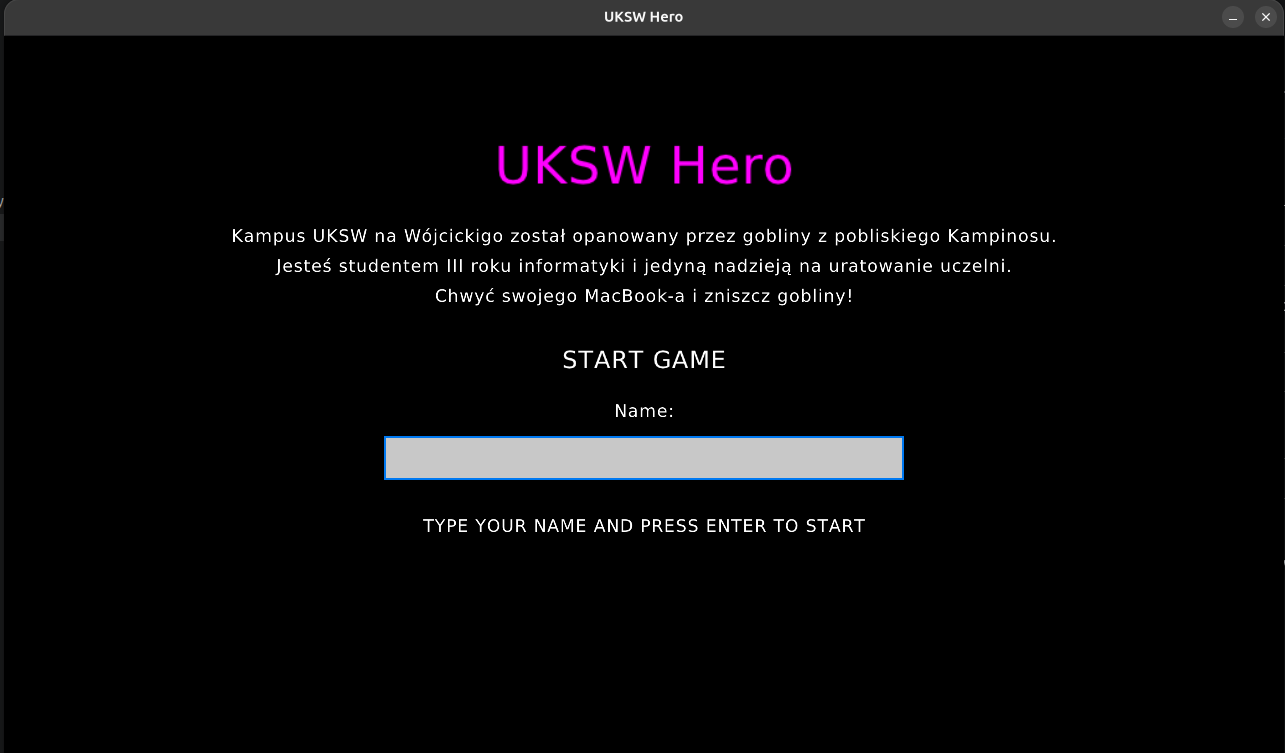 UKSW Hero
UKSW Hero
Kampus UKSW na Wójcickigo został opanowany przez gobliny z pobliskiego Kampinosu.
Jesteś studentem III roku informatyki i jedyną nadzieją na uratowanie uczelni.
Chwyć swojego MacBook-a i zniszcz gobliny!
START GAME
Name:
TYPE YOUR NAME AND PRESS ENTER TO START